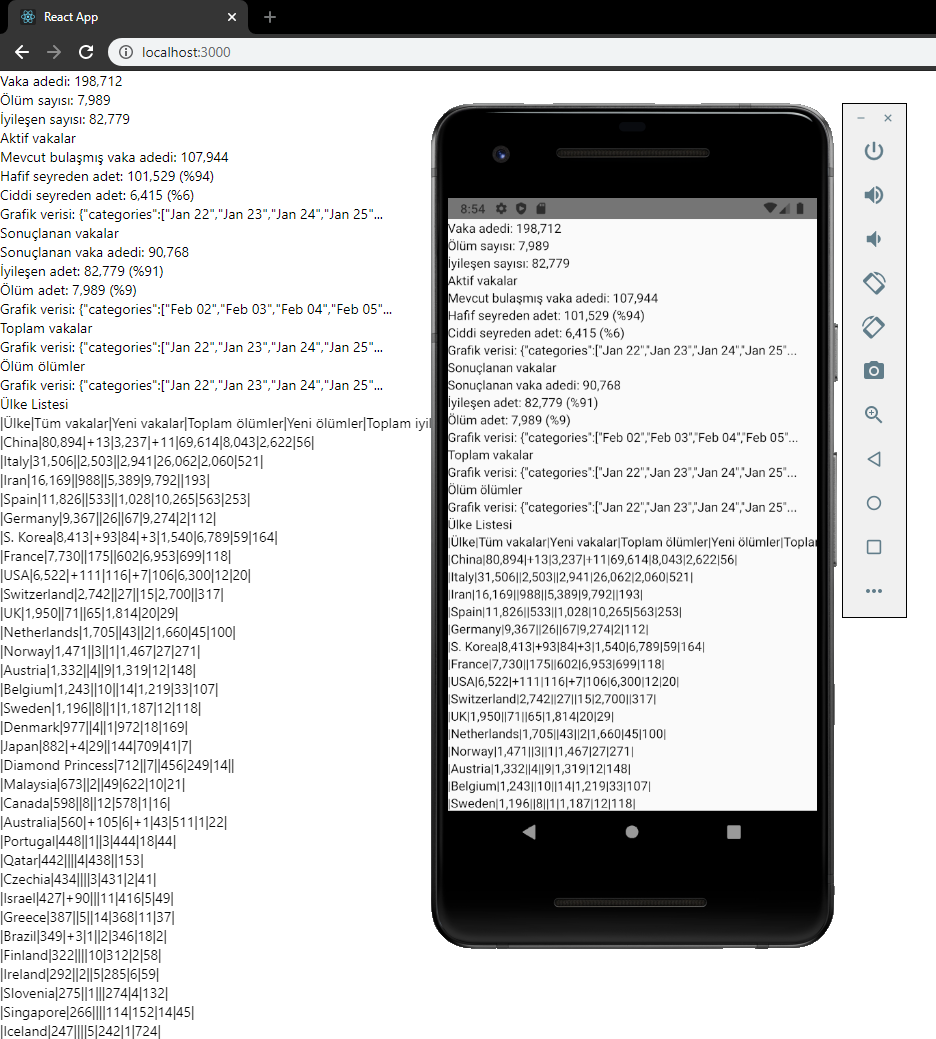 React App
localhost:3000
Vaka adedi: 198,712
Ölüm sayısı: 7,989
İyileşen sayısı: 82,779
Aktif vakalar
Mevcut bulaşmış vaka adedi: 107,944
Hafif seyreden adet: 101,529 (%94)
Ciddi seyreden adet: 6,415 (%6)
Grafik verisi: {"categories":["Jan 22","Jan 23","Jan 24","Jan 25"...
Sonuçlanan vakalar
Sonuçlanan vaka adedi: 90,768
İyileşen adet: 82,779 (%91)
Ölüm adet: 7,989 (%9)
Grafik verisi: {"categories":["Feb 02","Feb 03","Feb 04","Feb 05"...
Toplam vakalar
Grafik verisi: {"categories":["Jan 22","Jan 23","Jan 24","Jan 25"...
Ölüm ölümler
Grafik verisi: {"categories":["Jan 22","Jan 23","Jan 24","Jan 25"...
Ülke Listesi
|Ülke|Tüm vakalar|Yeni vakalar|Toplam ölümler|Yeni ölümler|Toplam iyil
|China|80,894|+13|3,237|+11|69,614|8,043|2,622|56|
|Italy|31,506||2,503||2,941|26,062|2,060|521|
|Iran|16,169||988||5,389|9,792||193|
|Spain|11,826||533||1,028|10,265|563|253|
|Germany|9,367||26||67|9,274|2|112|
|S. Korea|8,413|+93|84|+3|1,540|6,789|59|164|
|France|7,730||175||602|6,953|699|118|
|USA|6,522|+111|116|+7|106|6,300|12|20|
|Switzerland|2,742||27||15|2,700||317|
|UK|1,950||71||65|1,814|20|29|
|Netherlands|1,705||43||2|1,660|45|100|
|Norway|1,471||3||1|1,467|27|271|
|Austria|1,332||4||9|1,319|12|148|
|Belgium|1,243||10||14|1,219|33|107|
|Sweden|1,196||8||1|1,187|12|118|
|Denmark|977||4||1|972|18|169|
|Japan|882|+4|29||144|709|41|7|
|Diamond Princess|712||7||456|249|14||
|Malaysia|673||2||49|622|10|21|
|Canada|598||8||12|578|1|16|
|Australia|560|+105|6|+1|43|511|1|22|
|Portugal|448||1||3|444|18|44|
|Qatar|442||||4|438||153|
|Czechia|434||||3|431|2|41|
|Israel|427|+90|||11|416|5|49|
|Greece|387||5||14|368|11|37|
|Brazil|349|+3|1||2|346|18|2|
|Finland|322||||10|312|2|58|
|Ireland|292||2||5|285|6|59|
|Slovenia|275||1|||274|4|132|
|Singapore|266||||114|152|14|45|
|Iceland|247||||5|242|1|724|
8:54
Vaka adedi: 198,712
Ölüm sayısı: 7,989
İyileşen sayısı: 82,779
Aktif vakalar
Mevcut bulaşmış vaka adedi: 107,944
Hafif seyreden adet: 101,529 (%94)
Ciddi seyreden adet: 6,415 (%6)
Grafik verisi: {"categories":["Jan 22","Jan 23","Jan 24","Jan 25"...
Sonuçlanan vakalar
Sonuçlanan vaka adedi: 90,768
İyileşen adet: 82,779 (%91)
Ölüm adet: 7,989 (%9)
Grafik verisi: {"categories":["Feb 02","Feb 03","Feb 04","Feb 05"...
Toplam vakalar
Grafik verisi: {"categories":["Jan 22","Jan 23","Jan 24","Jan 25"...
Ölüm ölümler
Grafik verisi: {"categories":["Jan 22","Jan 23","Jan 24","Jan 25"...
Ülke Listesi
|Ülke|Tüm vakalar|Yeni vakalar|Toplam ölümler|Yeni ölümler|Toplar
|China|80,894|+13|3,237|+11|69,614|8,043|2,622|56|
|Italy|31,506||2,503||2,941|26,062|2,060|521|
|Iran|16,169||988||5,389|9,792||193|
|Spain|11,826||533||1,028|10,265|563|253|
|Germany|9,367||26||67|9,274|2|112|
|S. Korea|8,413|+93|84|+3|1,540|6,789|59|164|
|France|7,730||175||602|6,953|699|118|
|USA|6,522|+111|116|+7|106|6,300|12|20|
|Switzerland|2,742||27||15|2,700||317|
|UK|1,950||71||65|1,814|20|29|
|Netherlands|1,705||43||2|1,660|45|100|
|Norway|1,471||3||1|1,467|27|271|
|Austria|1,332||4||9|1,319|12|148|
|Belgium|1,243||10||14|1,219|33|107|
|Sweden|1,196||8||1|1,187|12|118|